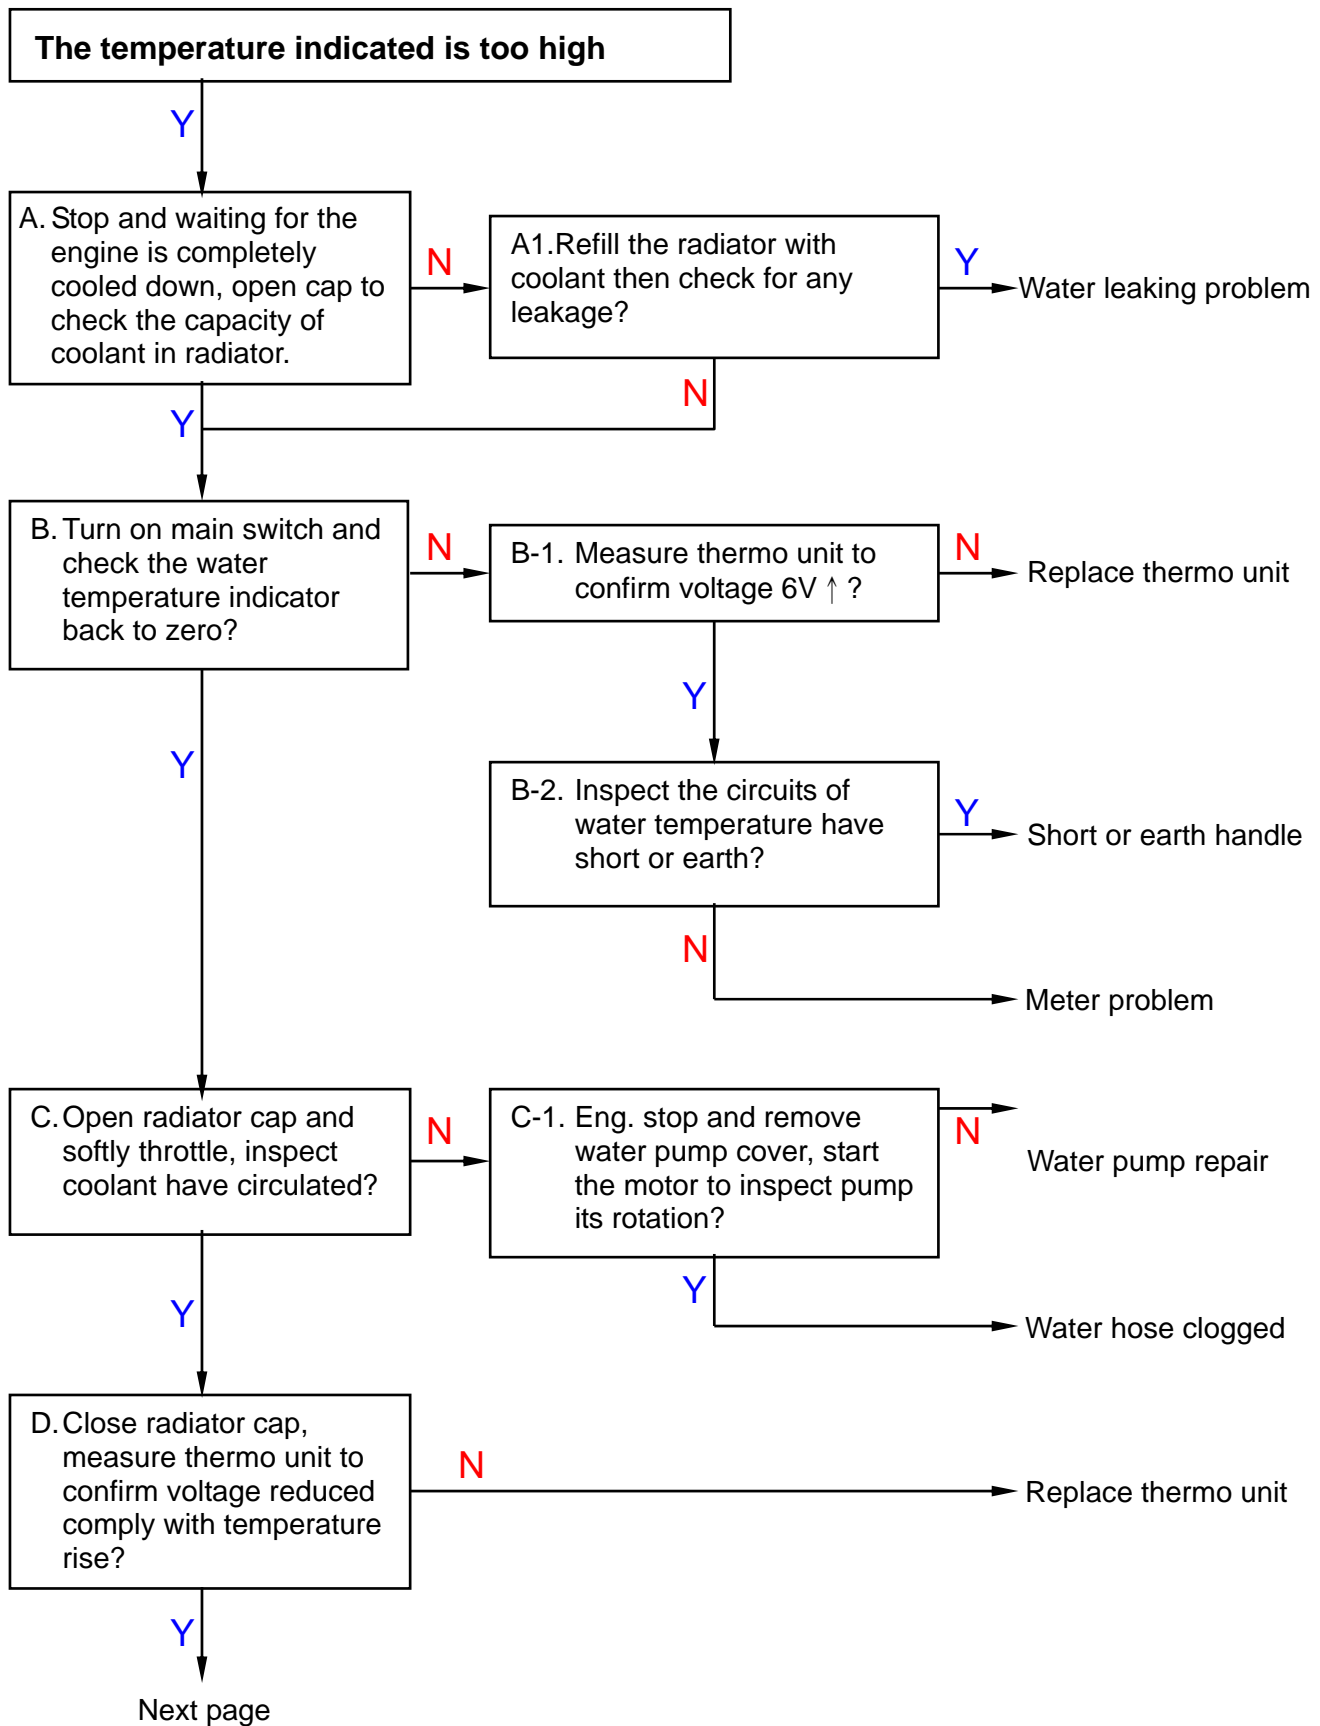 The temperature indicated is too high
Y
A. Stop and waiting for the
engine is completely
cooled down, open cap to
check the capacity of
coolant in radiator.
N
A1.Refill the radiator with
coolant then check for any
leakage?
Y
Water leaking problem
N
Y
B. Turn on main switch and
check the water
temperature indicator
back to zero?
N
B-1. Measure thermo unit to
confirm voltage 6V ↑ ?
N
Replace thermo unit
Y
Y
B-2. Inspect the circuits of
water temperature have
short or earth?
Y
Short or earth handle
N
Meter problem
C. Open radiator cap and
softly throttle, inspect
coolant have circulated?
N
C-1. Eng. stop and remove
water pump cover, start
the motor to inspect pump
its rotation?
N
Water pump repair
Y
Water hose clogged
Y
D. Close radiator cap,
measure thermo unit to
confirm voltage reduced
comply with temperature
rise?
N
Replace thermo unit
Y
Next page